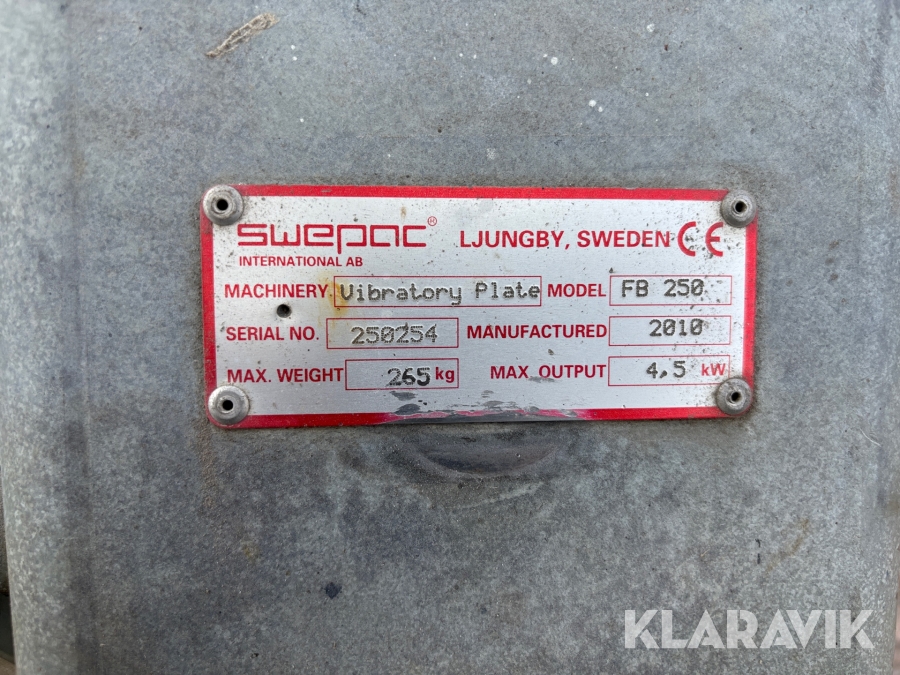 swepac® LJUNGBY, SWEDEN CE
INTERNATIONAL AB
MACHINERY Vibratory Plate MODEL FB 250
SERIAL NO. 250254 MANUFACTURED 2010
MAX. WEIGHT 265 kg MAX. OUTPUT 4,5 kW
KLARAVIK